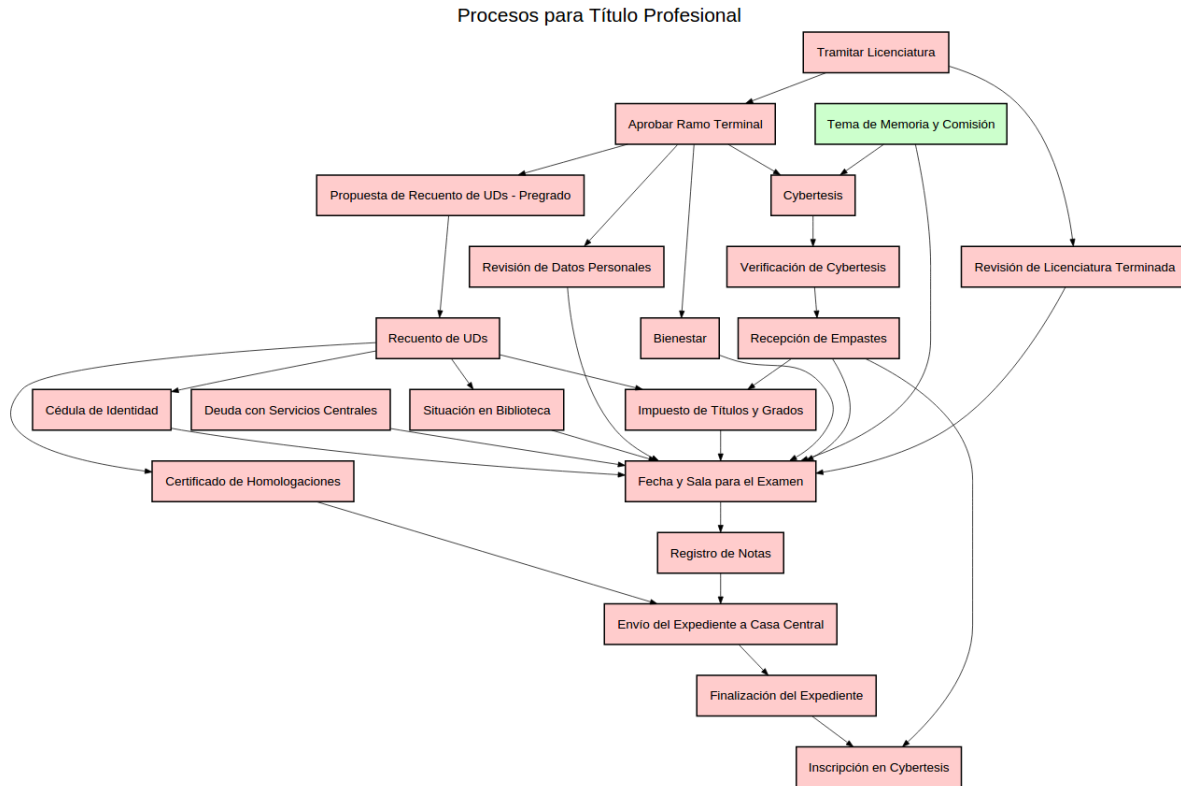 Procesos para Título Profesional
Tramitar Licenciatura
Aprobar Ramo Terminal
Tema de Memoria y Comisión
Propuesta de Recuento de UDs - Pregrado
Cybertesis
Revisión de Datos Personales
Verificación de Cybertesis
Revisión de Licenciatura Terminada
Recuento de UDs
Bienestar
Recepción de Empastes
Cédula de Identidad
Deuda con Servicios Centrales
Situación en Biblioteca
Impuesto de Títulos y Grados
Certificado de Homologaciones
Fecha y Sala para el Examen
Registro de Notas
Envío del Expediente a Casa Central
Finalización del Expediente
Inscripción en Cybertesis